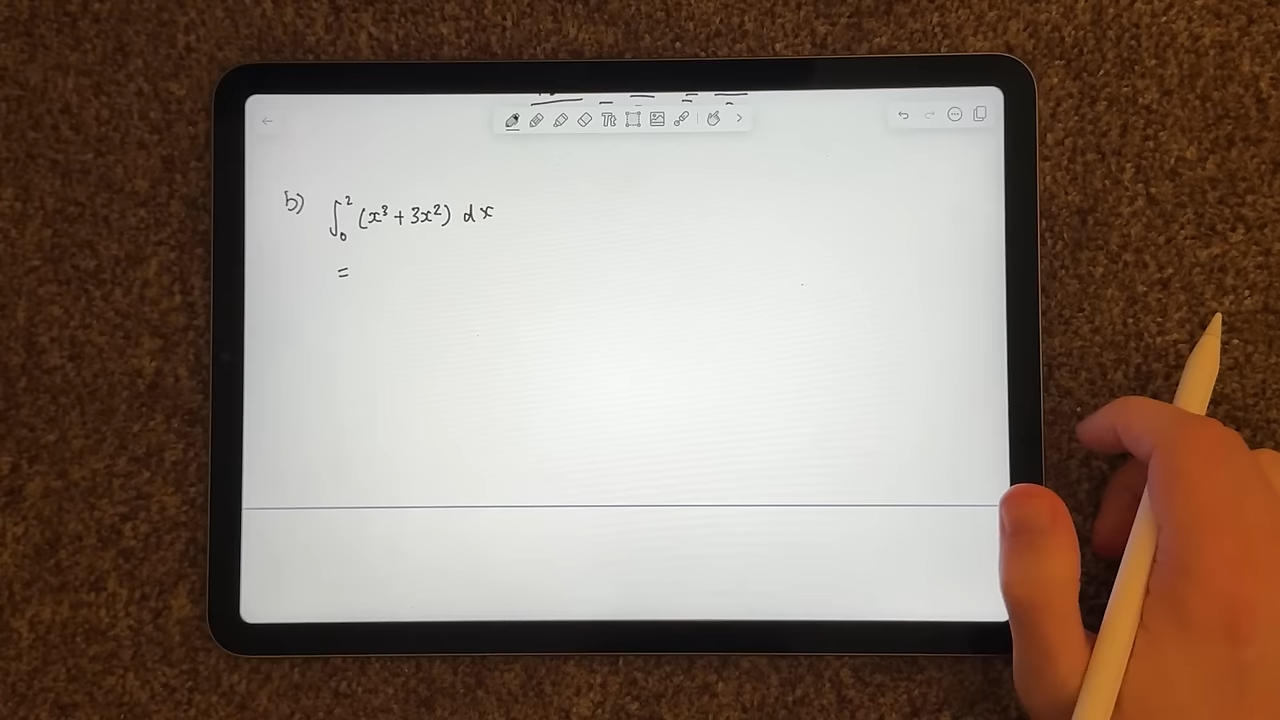 b) ∫₀² (x³ + 3x²) dx
=